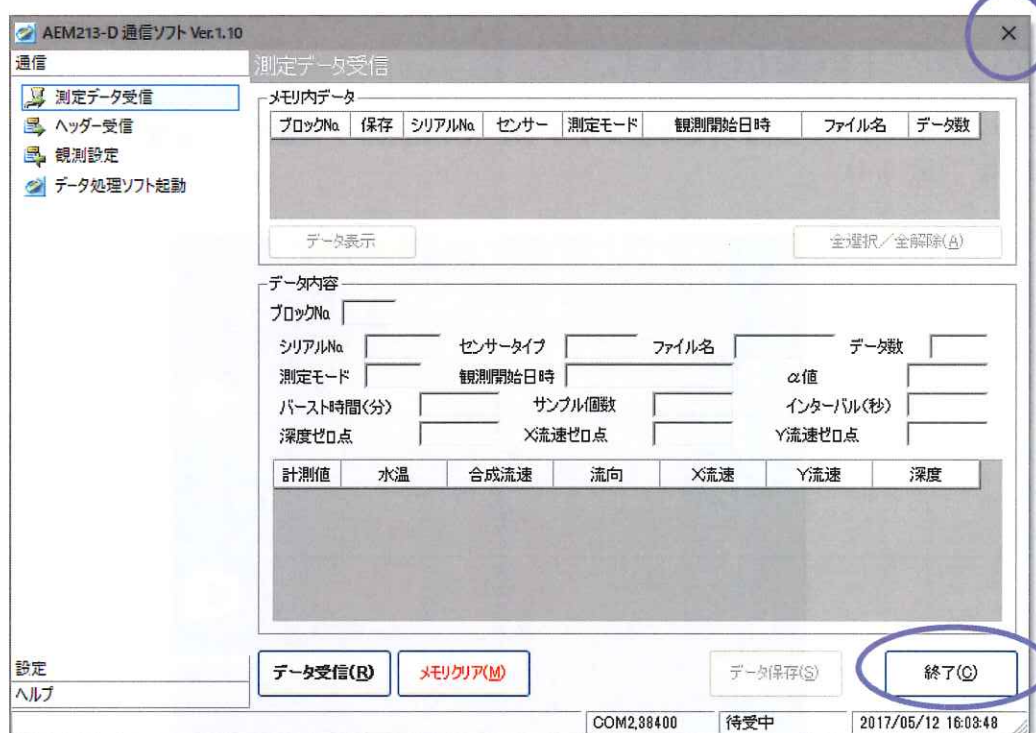 AEM213-D 通信ソフト Ver.1.10
通信
測定データ受信
ヘッダー受信
観測設定
データ処理ソフト起動
設定
ヘルプ
測定データ受信
メモリ内データ
ブロックNo. 保存 シリアルNo. センサー 測定モード 観測開始日時 ファイル名 データ数
データ表示 全選択/全解除(A)
データ内容
ブロックNo.
シリアルNo. センサータイプ ファイル名 データ数
測定モード 観測開始日時 α値
バースト時間(分) サンプル個数 インターバル(秒)
深度ゼロ点 X流速ゼロ点 Y流速ゼロ点
計測値 水温 合成流速 流向 X流速 Y流速 深度
データ受信(R) メモリクリア(M) データ保存(S) 終了(C)
COM2,38400 待受中 2017/05/12 16:03:48